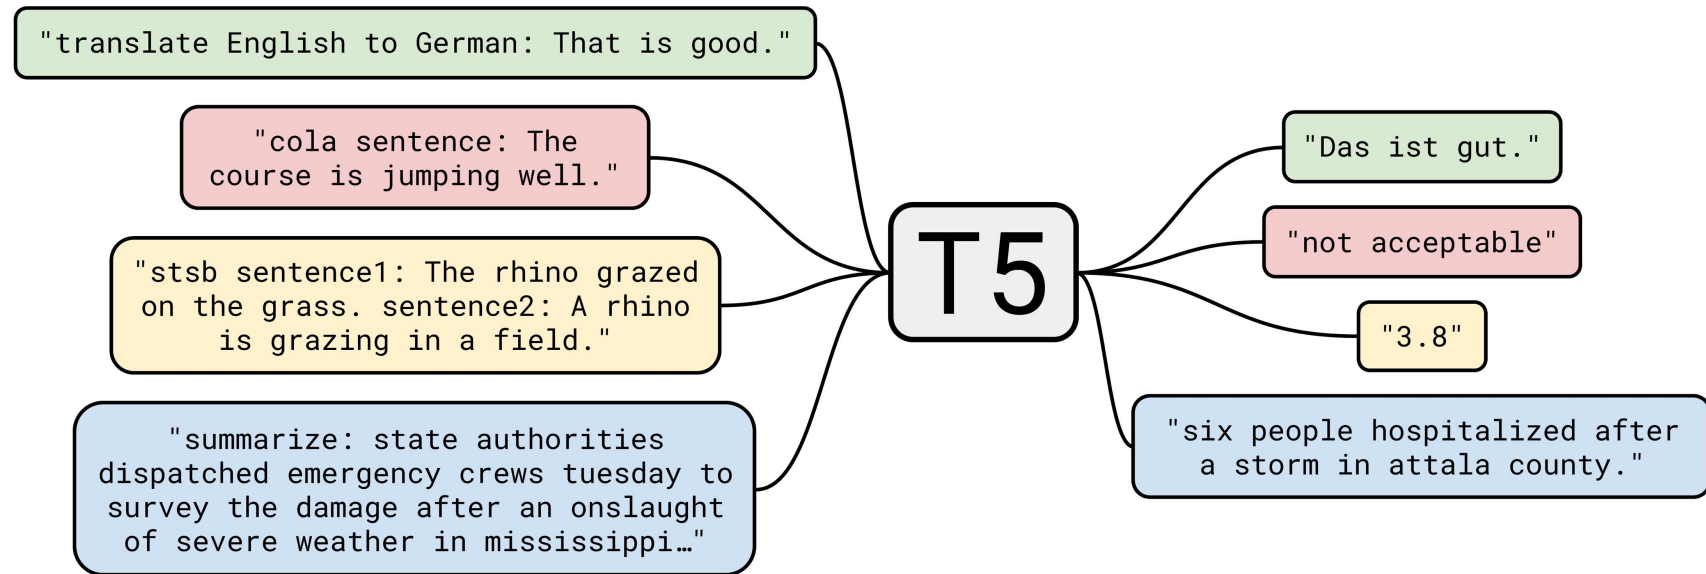 "translate English to German: That is good."
"cola sentence: The
course is jumping well."
"stsb sentence1: The rhino grazed
on the grass. sentence2: A rhino
is grazing in a field."
"summarize: state authorities
dispatched emergency crews tuesday to
survey the damage after an onslaught
of severe weather in mississippi…"
T5
"Das ist gut."
"not acceptable"
"3.8"
"six people hospitalized after
a storm in attala county."